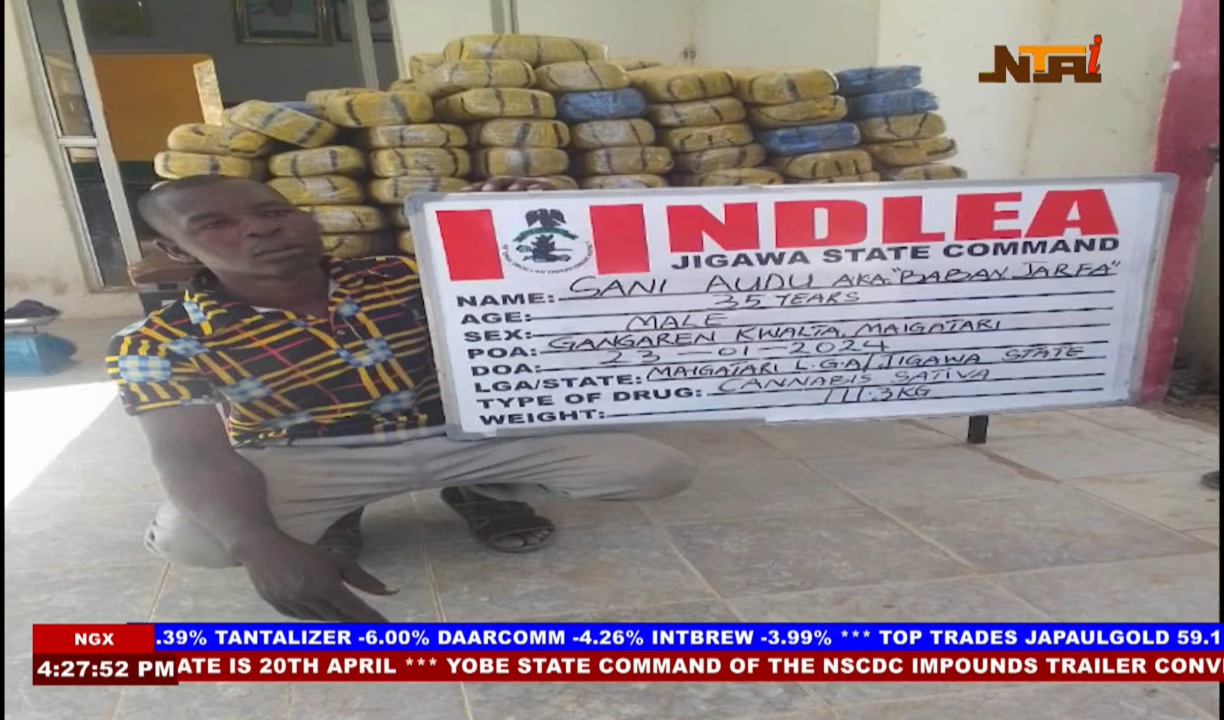 NTAi
NDLEA
JIGAWA STATE COMMAND
NAME: SANI AUDU AKA "BABAN JARFA"
AGE: 35 YEARS
SEX: MALE
POA: GANGAREN KWALTA, MAIGATARI
DOA: 23-01-2024
LGA/STATE: MAIGATARI L.G.A/JIGAWA STATE
TYPE OF DRUG: CANNABIS SATIVA
WEIGHT: 111.3KG
NGX .39% TANTALIZER -6.00% DAARCOMM -4.26% INTBREW -3.99% *** TOP TRADES JAPAULGOLD 59.1
4:27:52 PM ATE IS 20TH APRIL *** YOBE STATE COMMAND OF THE NSCDC IMPOUNDS TRAILER CONV